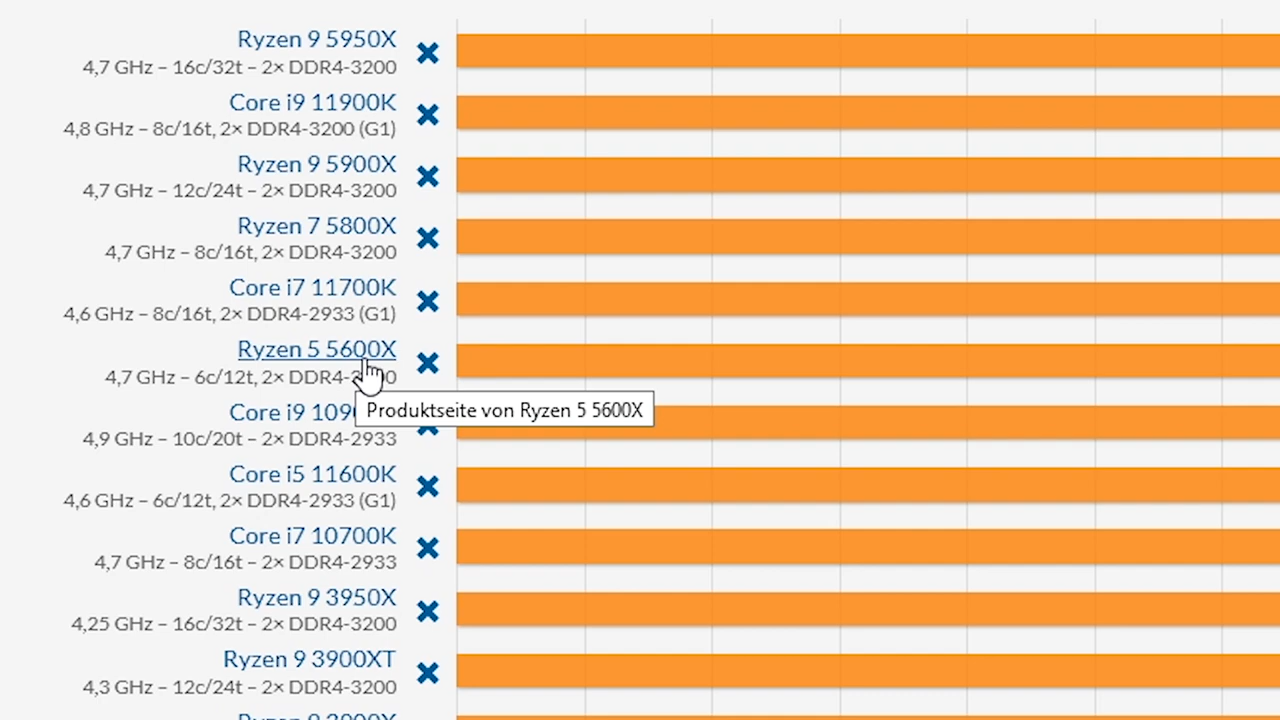 Ryzen 9 5950X
4,7 GHz – 16c/32t – 2× DDR4-3200
Core i9 11900K
4,8 GHz – 8c/16t, 2× DDR4-3200 (G1)
Ryzen 9 5900X
4,7 GHz – 12c/24t – 2× DDR4-3200
Ryzen 7 5800X
4,7 GHz – 8c/16t, 2× DDR4-3200
Core i7 11700K
4,6 GHz – 8c/16t, 2× DDR4-2933 (G1)
Ryzen 5 5600X
4,7 GHz – 6c/12t, 2×
Produktseite von Ryzen 5 5600X
Core i9
4,9 GHz – 10c/20t – 2× DDR4-2933
Core i5 11600K
4,6 GHz – 6c/12t, 2× DDR4-2933 (G1)
Core i7 10700K
4,7 GHz – 8c/16t – 2× DDR4-2933
Ryzen 9 3950X
4,25 GHz – 16c/32t – 2× DDR4-3200
Ryzen 9 3900XT
4,3 GHz – 12c/24t – 2× DDR4-3200